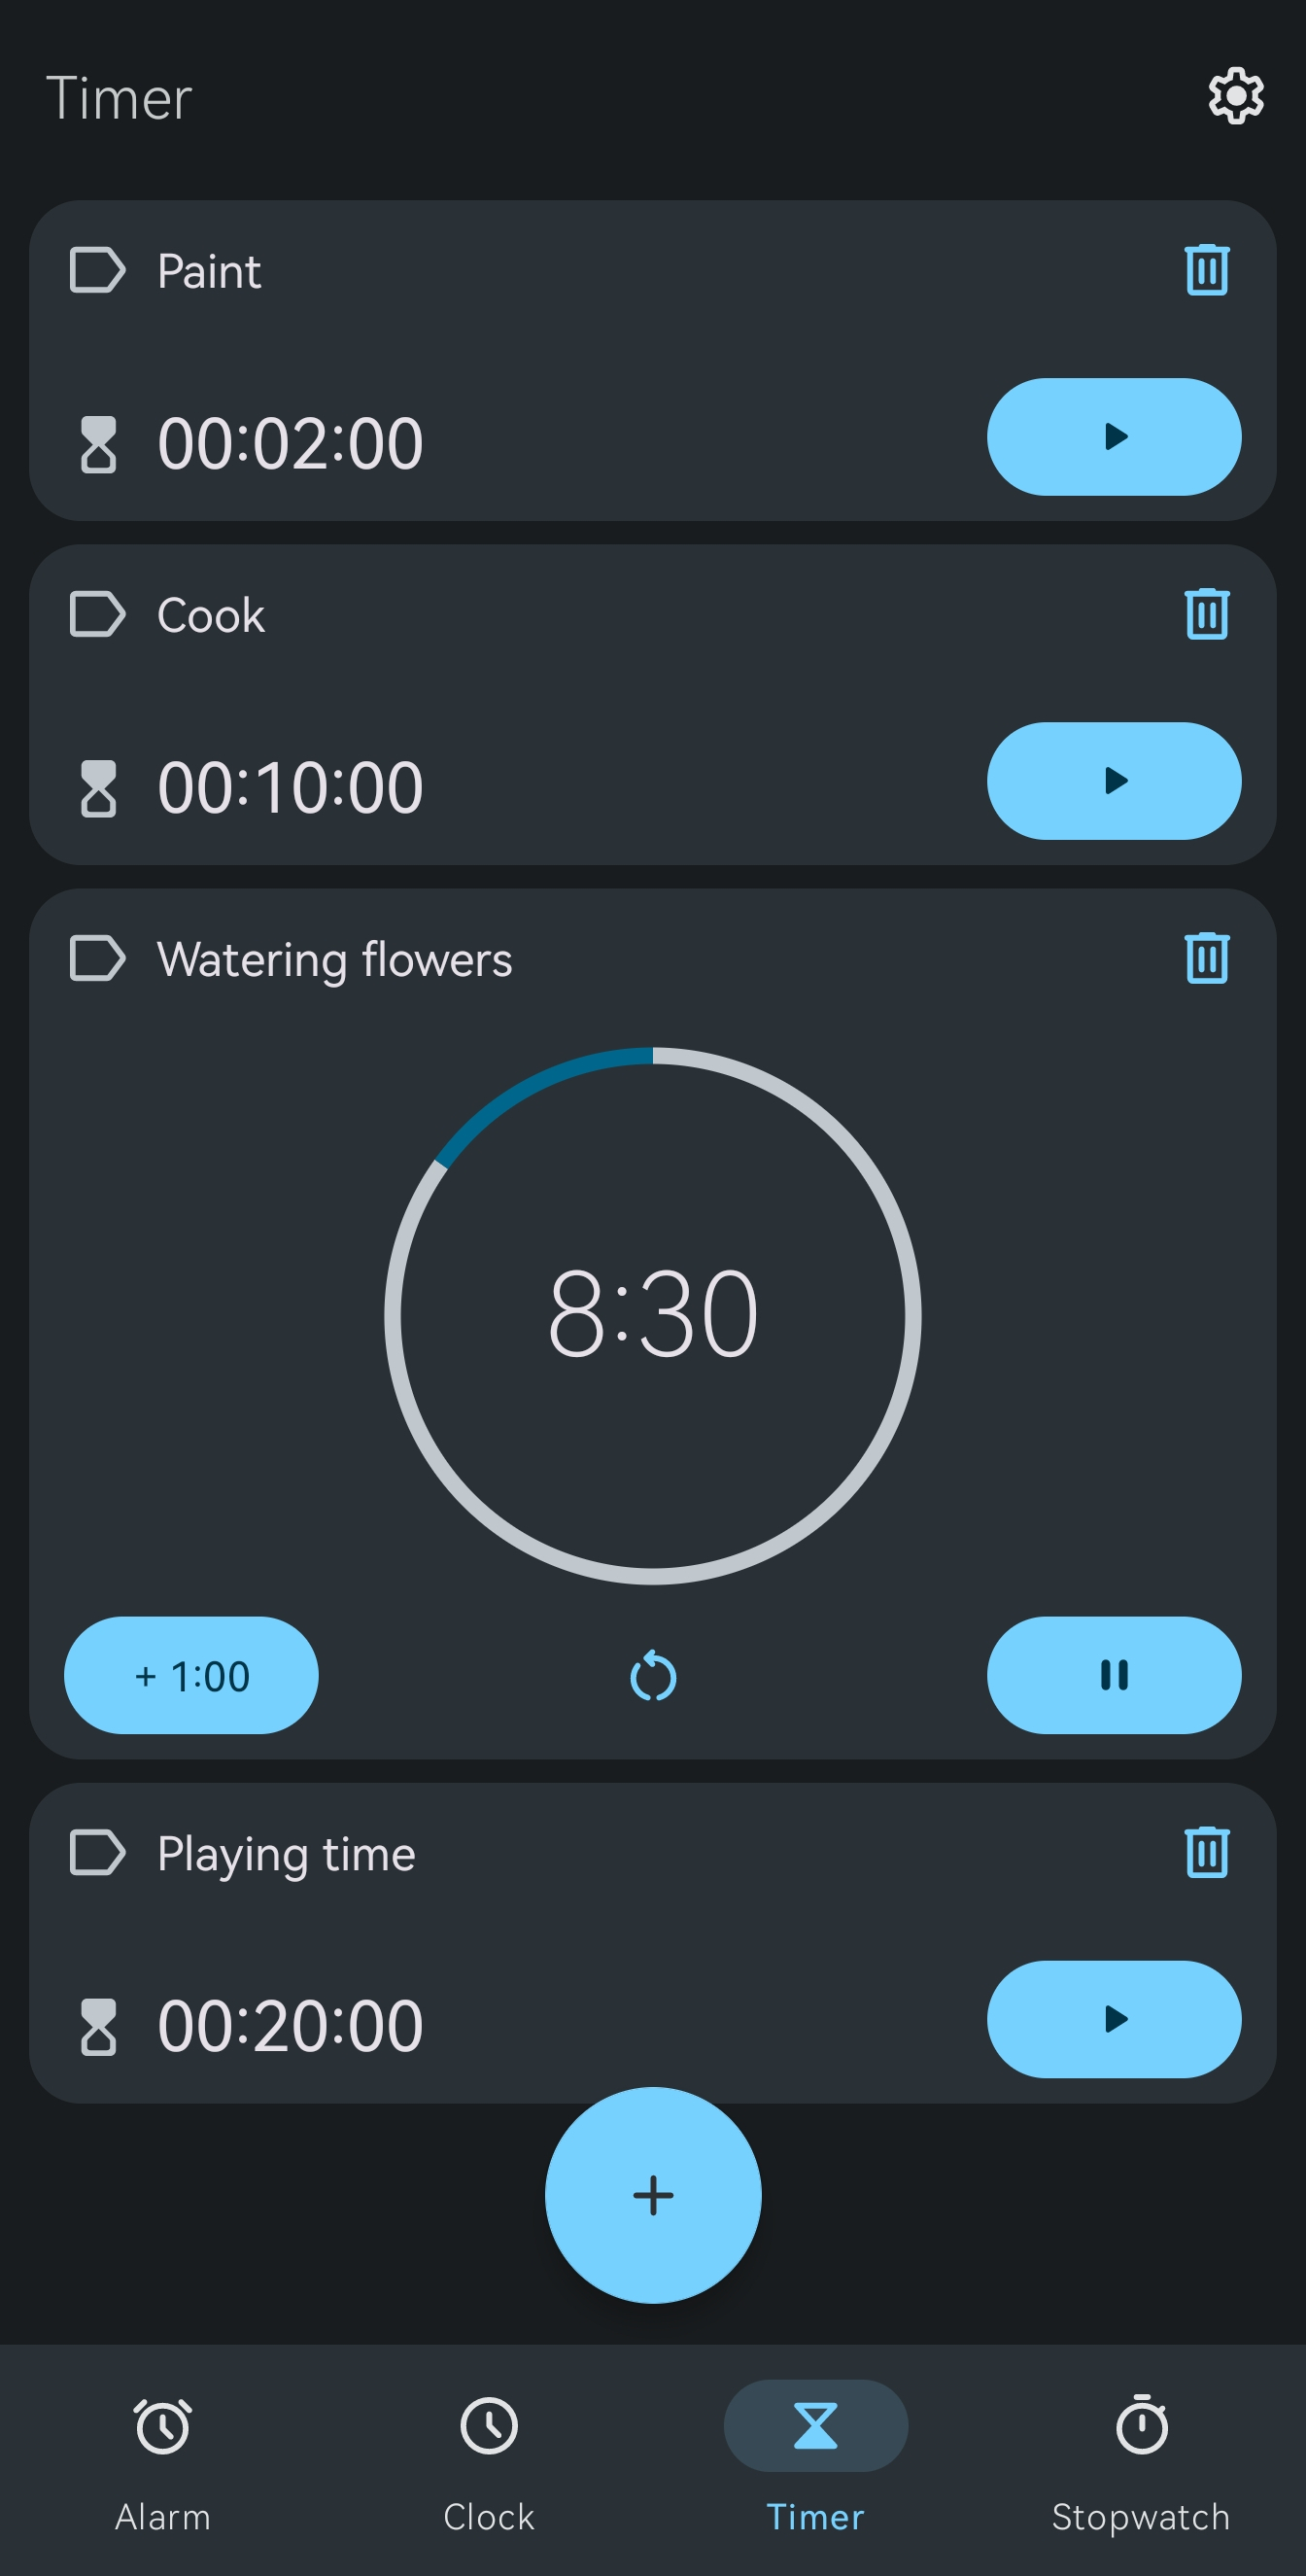 Timer
Paint
00:02:00
Cook
00:10:00
Watering flowers
8:30
+ 1:00
Playing time
00:20:00
Alarm
Clock
Timer
Stopwatch